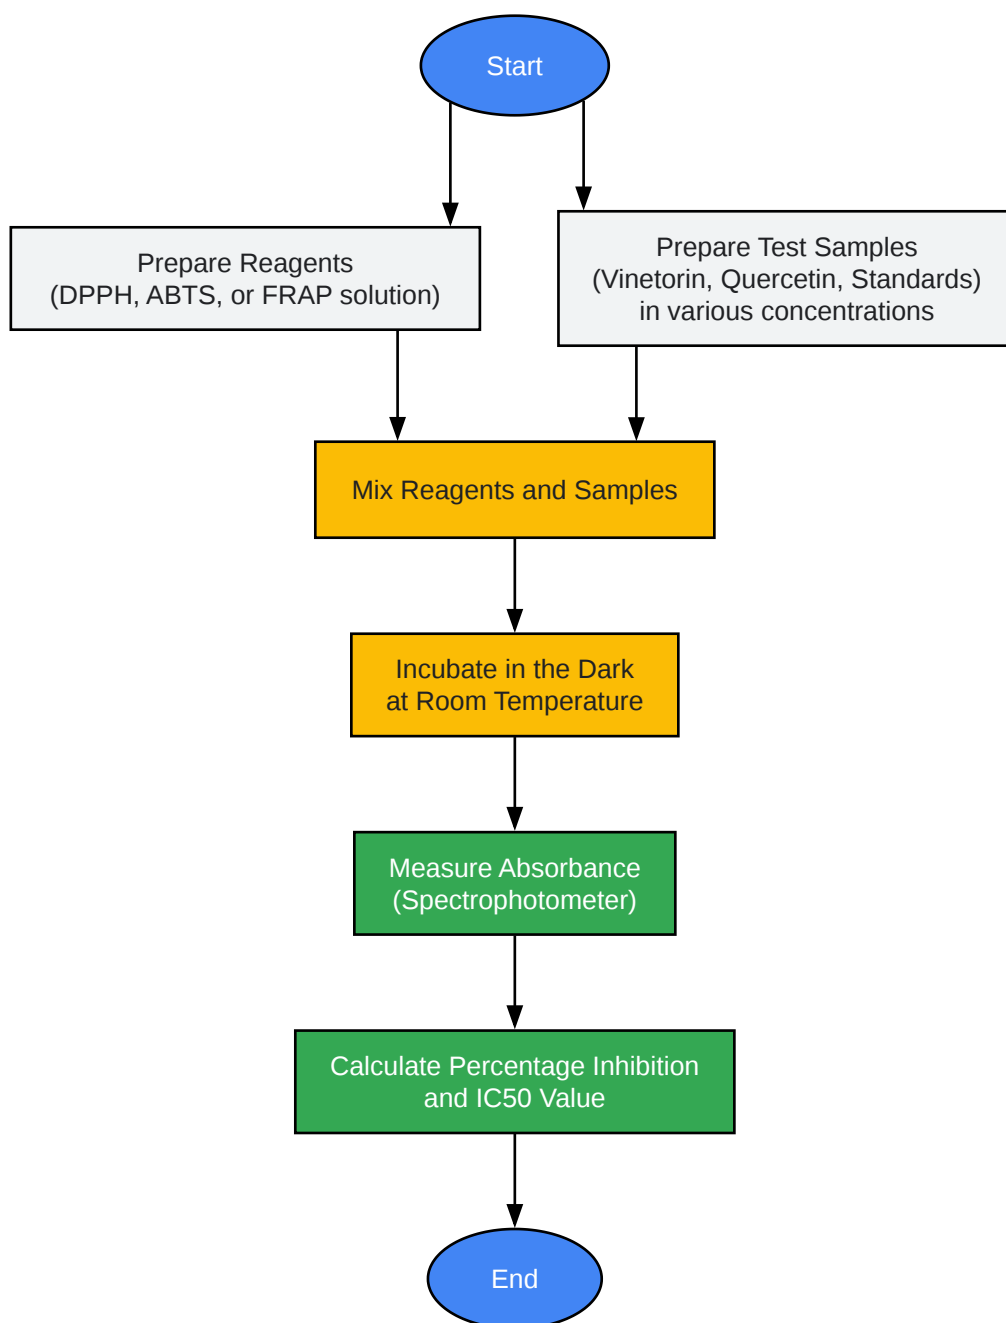 Start
Prepare Reagents
(DPPH, ABTS, or FRAP solution)
Prepare Test Samples
(Vinetorin, Quercetin, Standards)
in various concentrations
Mix Reagents and Samples
Incubate in the Dark
at Room Temperature
Measure Absorbance
(Spectrophotometer)
Calculate Percentage Inhibition
and IC50 Value
End